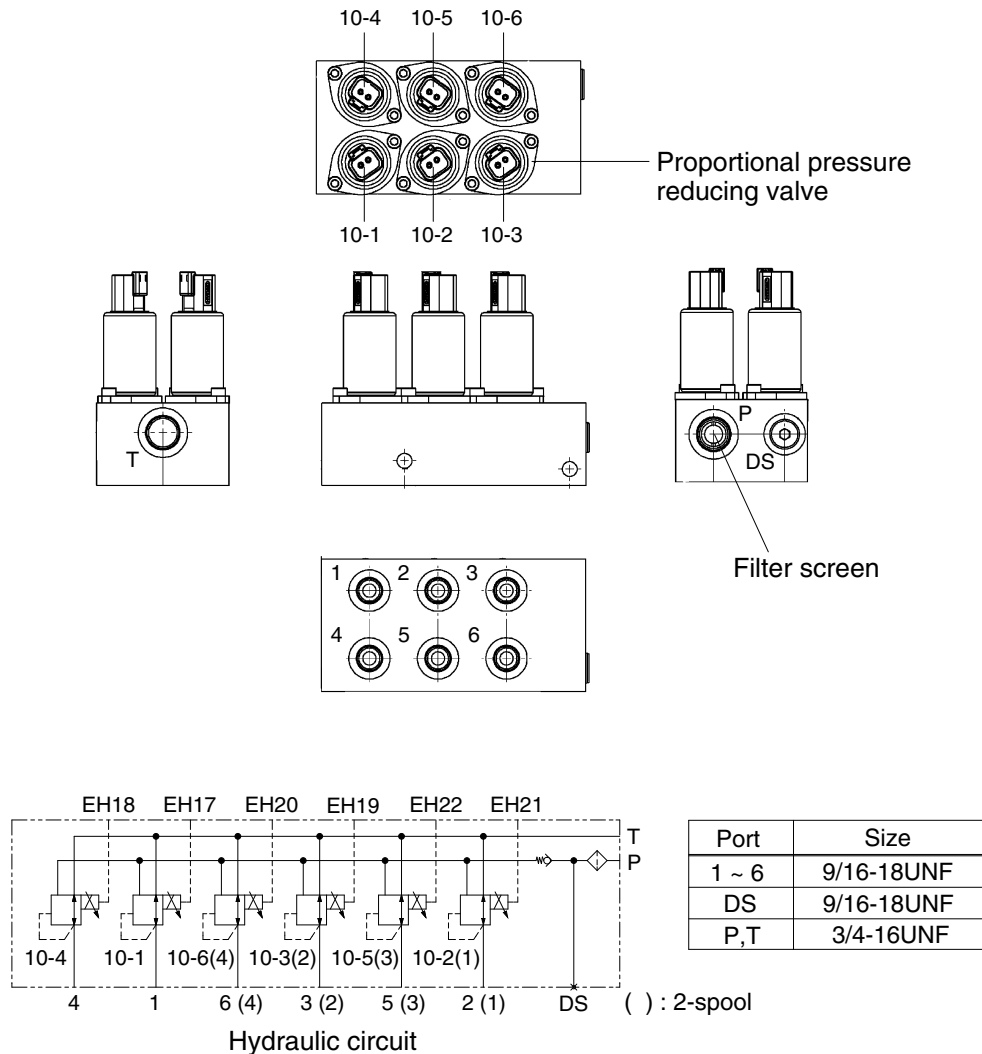 10-4 10-5 10-6
Proportional pressure
reducing valve
10-1 10-2 10-3
T
P
DS
Filter screen
1 2 3
4 5 6
EH18 EH17 EH20 EH19 EH22 EH21
T
P
10-4 10-1 10-6(4) 10-3(2) 10-5(3) 10-2(1)
4 1 6 (4) 3 (2) 5 (3) 2 (1) DS ( ) : 2-spool
Hydraulic circuit
Port Size
1 ~ 6 9/16-18UNF
DS 9/16-18UNF
P,T 3/4-16UNF